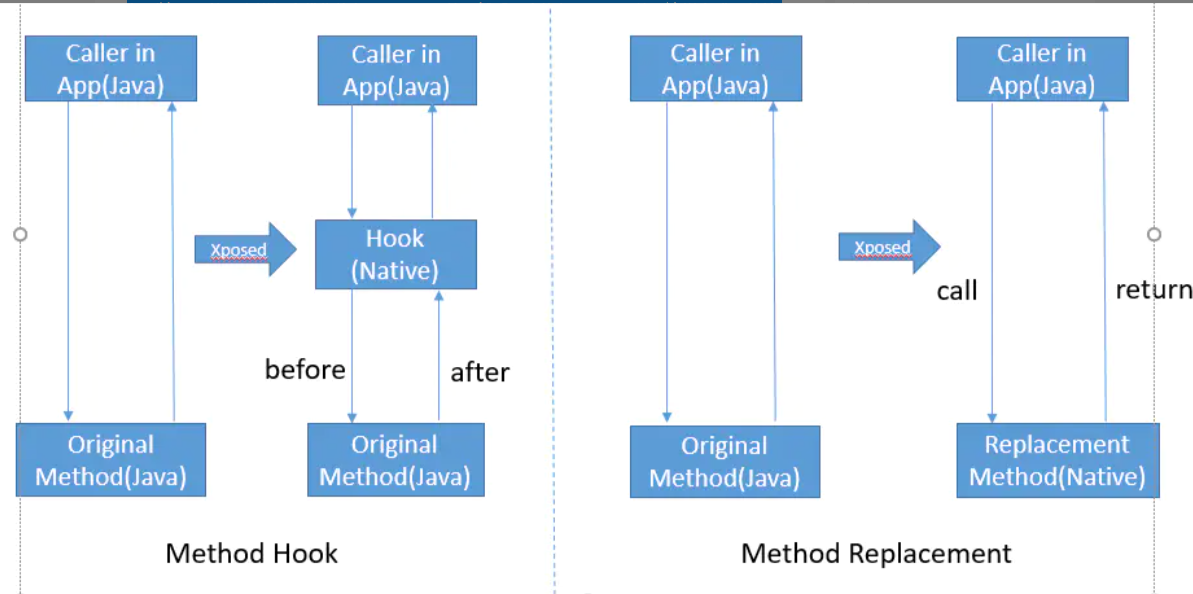 Caller in
App(Java)
Caller in
App(Java)
Xposed
Hook
(Native)
before
after
Original
Method(Java)
Original
Method(Java)
Method Hook
Caller in
App(Java)
Caller in
App(Java)
Xposed
call
return
Original
Method(Java)
Replacement
Method(Native)
Method Replacement